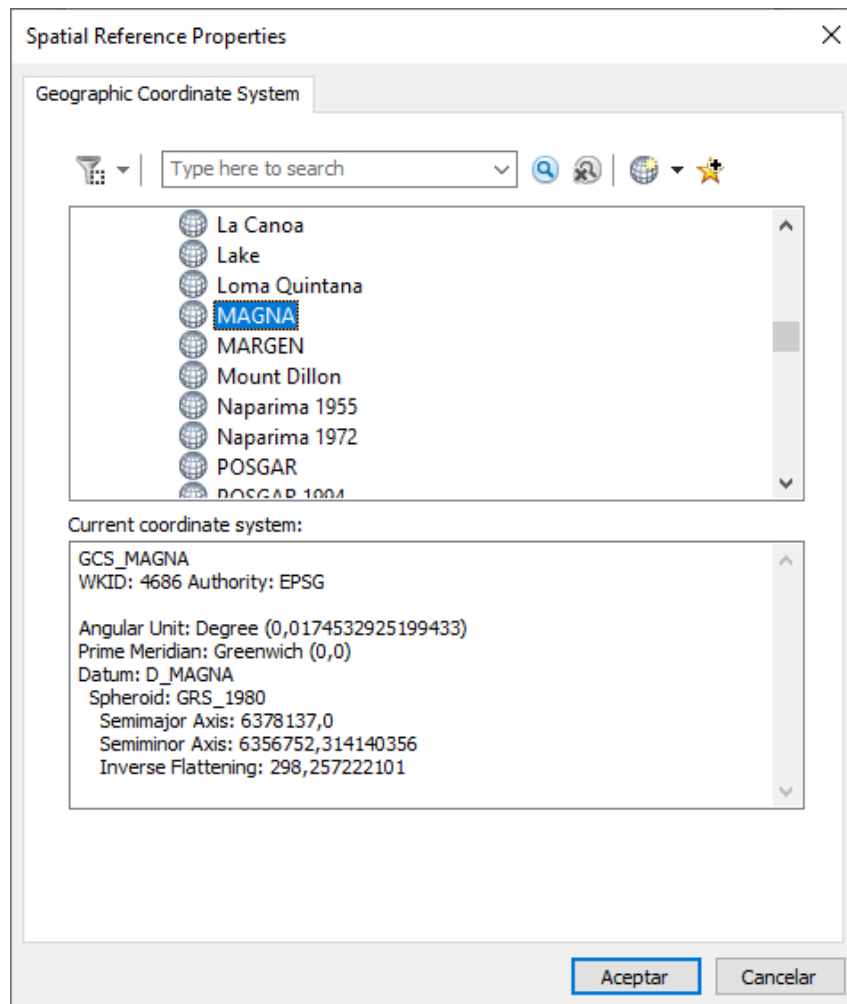 Spatial Reference Properties
Geographic Coordinate System
Type here to search
La Canoa
Lake
Loma Quintana
MAGNA
MARGEN
Mount Dillon
Naparima 1955
Naparima 1972
POSGAR
POSGAR 1994
Current coordinate system:
GCS_MAGNA
WKID: 4686 Authority: EPSG
Angular Unit: Degree (0,0174532925199433)
Prime Meridian: Greenwich (0,0)
Datum: D_MAGNA
Spheroid: GRS_1980
Semimajor Axis: 6378137,0
Semiminor Axis: 6356752,314140356
Inverse Flattening: 298,257222101
Aceptar
Cancelar